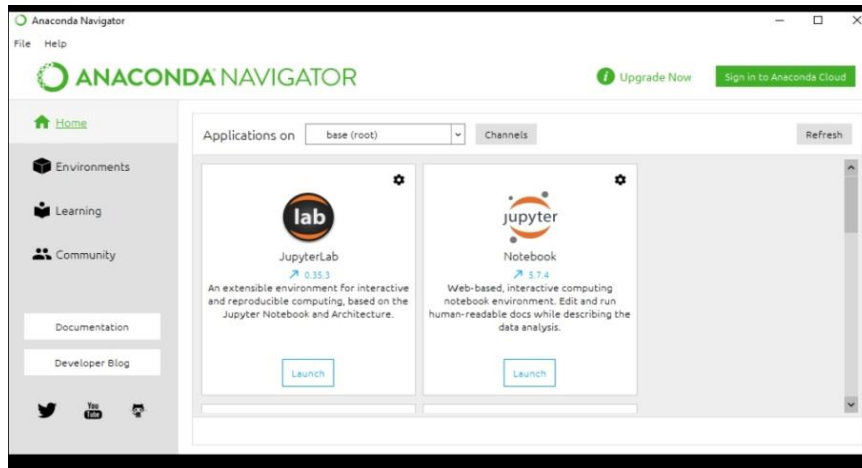 Anaconda Navigator
File Help
ANACONDA NAVIGATOR
i Upgrade Now
Sign in to Anaconda Cloud
Home
Environments
Learning
Community
Documentation
Developer Blog
You
Tube
Applications on base (root) Channels Refresh
lab
JupyterLab
0.35.3
An extensible environment for interactive
and reproducible computing, based on the
Jupyter Notebook and Architecture.
Launch
jupyter
Notebook
5.7.4
Web-based, interactive computing
notebook environment. Edit and run
human-readable docs while describing the
data analysis.
Launch